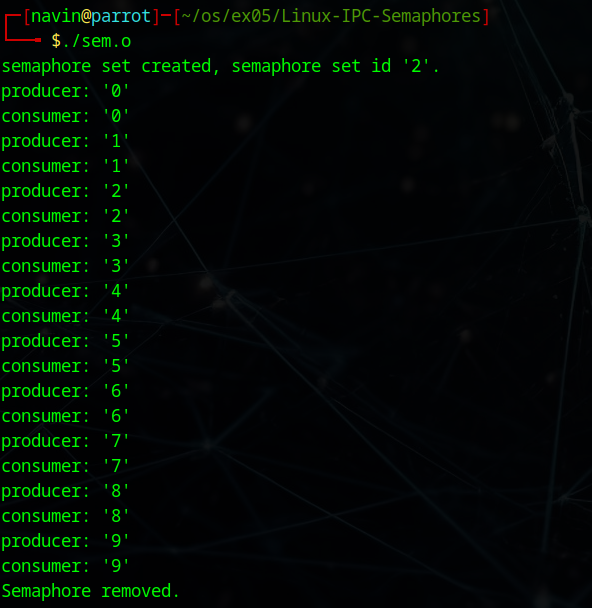 ┌─[navin@parrot]─[~/os/ex05/Linux-IPC-Semaphores]
└──╼ $./sem.o
semaphore set created, semaphore set id '2'.
producer: '0'
consumer: '0'
producer: '1'
consumer: '1'
producer: '2'
consumer: '2'
producer: '3'
consumer: '3'
producer: '4'
consumer: '4'
producer: '5'
consumer: '5'
producer: '6'
consumer: '6'
producer: '7'
consumer: '7'
producer: '8'
consumer: '8'
producer: '9'
consumer: '9'
Semaphore removed.